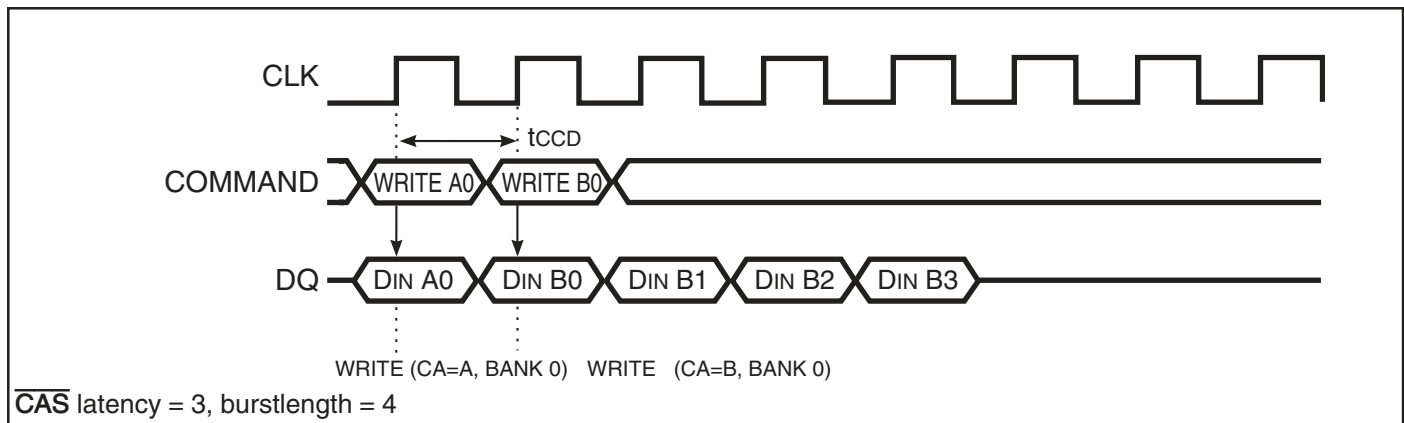 CLK
tCCD
COMMAND WRITE A0 WRITE B0
DQ DIN A0 DIN B0 DIN B1 DIN B2 DIN B3
WRITE (CA=A, BANK 0) WRITE (CA=B, BANK 0)
CAS latency = 3, burstlength = 4